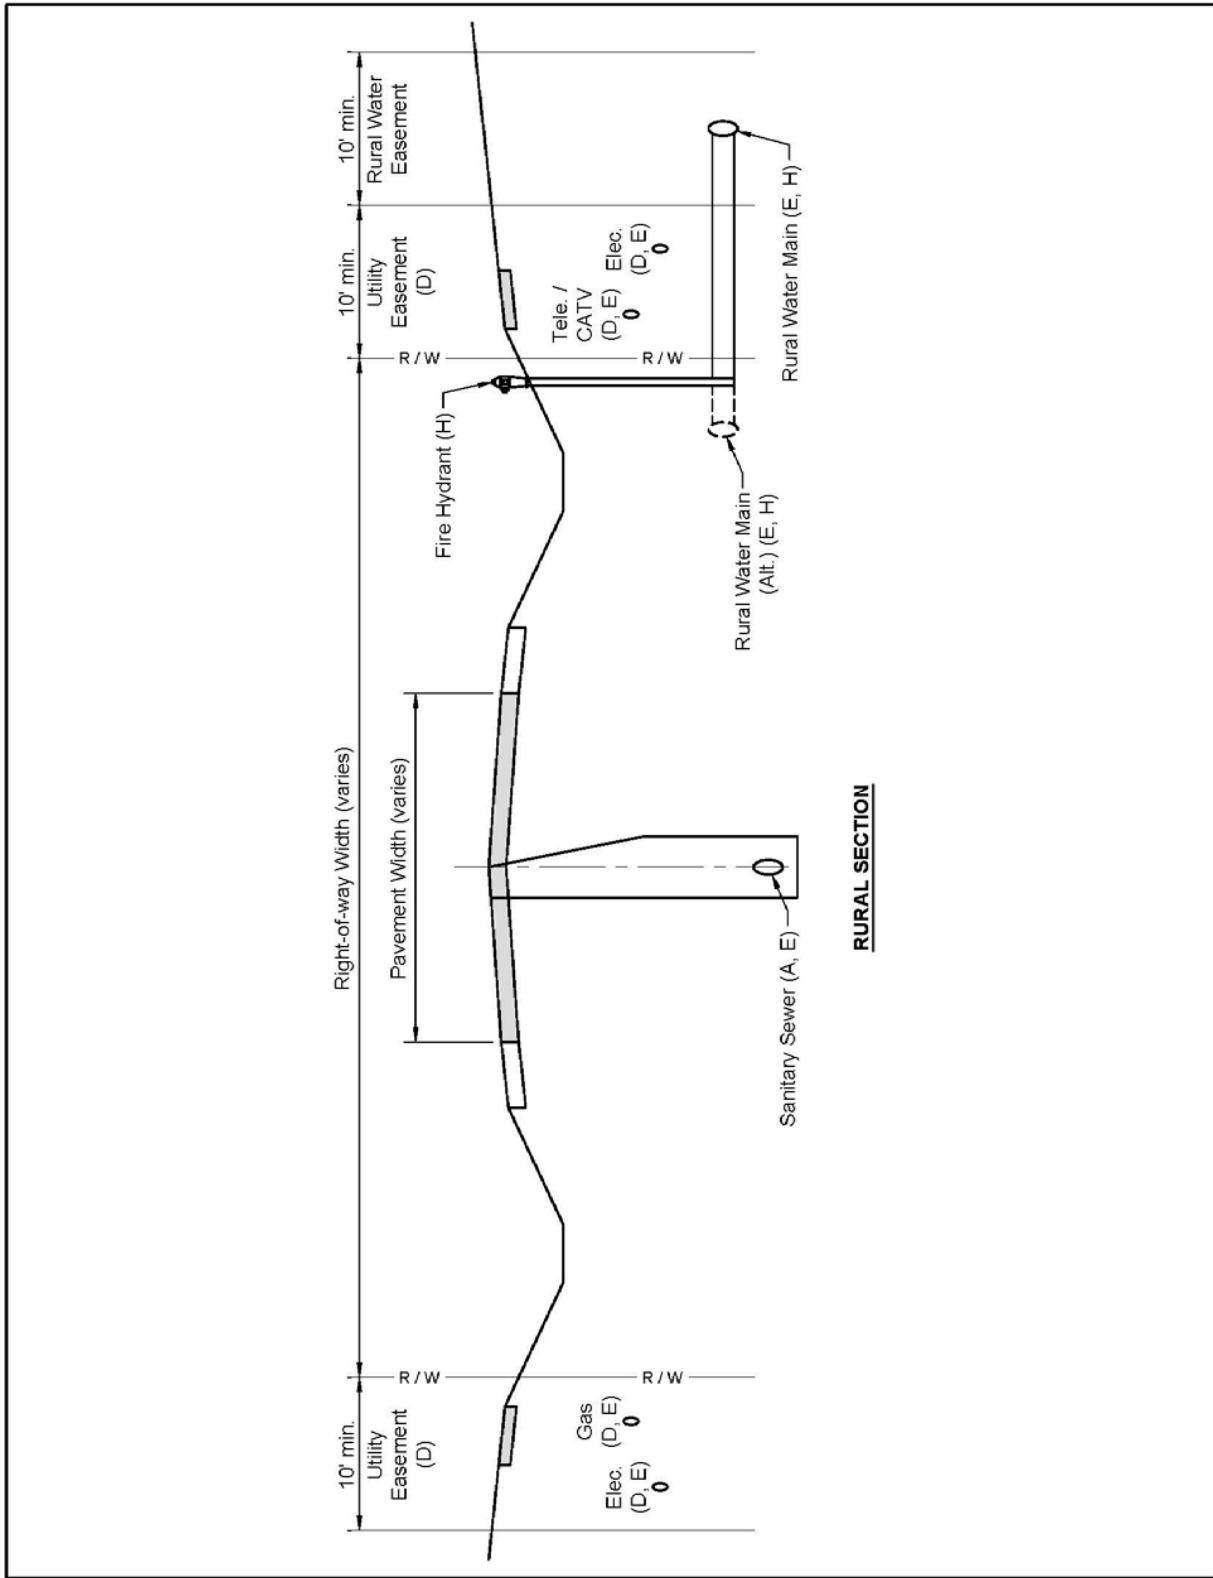 Right-of-way Width (varies)
10' min.
Utility
Easement
(D)
10' min.
Utility
Easement
(D)
10' min.
Rural Water
Easement
Pavement Width (varies)
R / W
R / W
Fire Hydrant (H)
Elec.
(D, E)
Gas
(D, E)
R / W
R / W
Tele. /
CATV
(D, E)
Elec.
(D, E)
Sanitary Sewer (A, E)
Rural Water Main
(Alt.) (E, H)
Rural Water Main (E, H)
RURAL SECTION